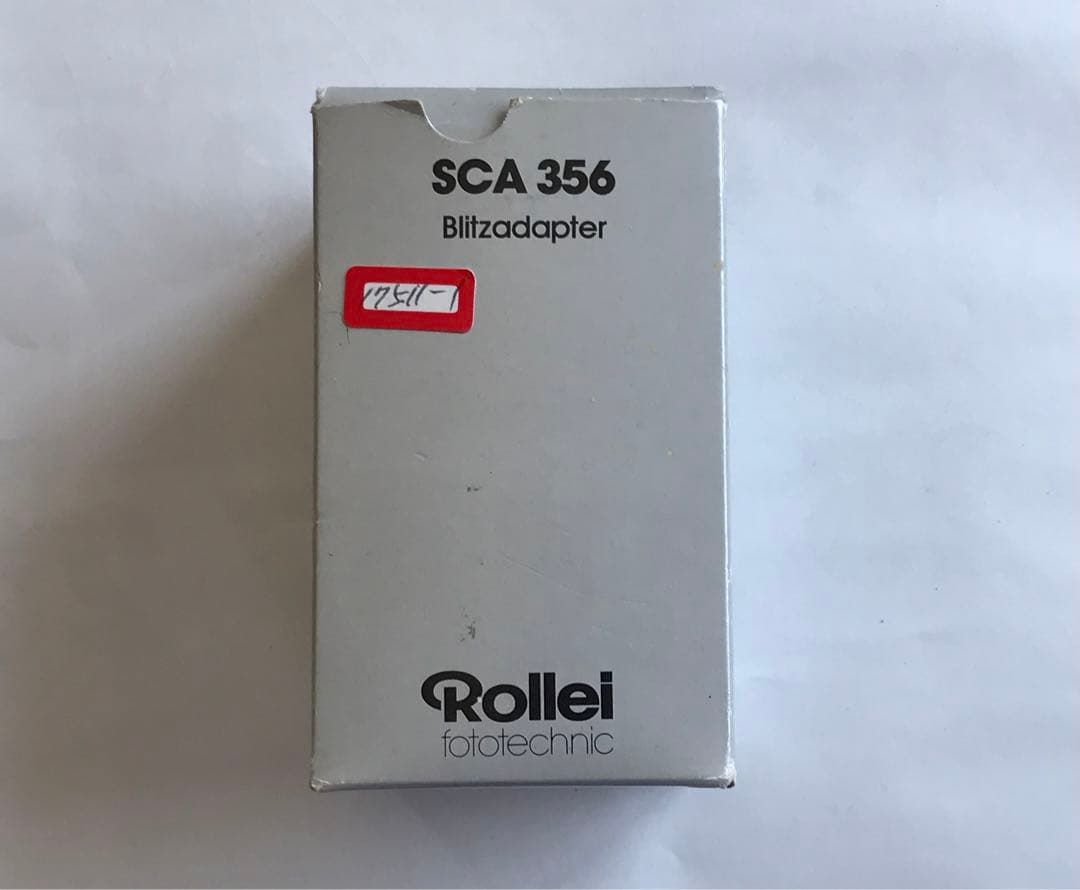 SCA 356
Blitzadapter
Rollei
fototechnic